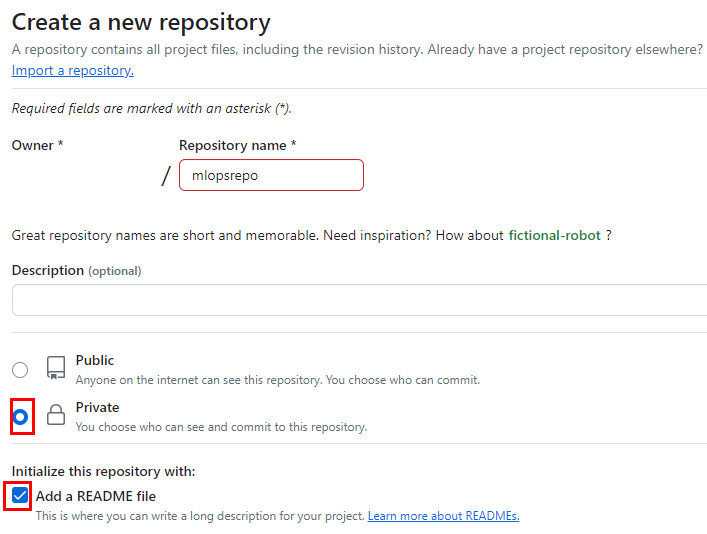 Create a new repository
A repository contains all project files, including the revision history. Already have a project repository elsewhere?
Import a repository.
Required fields are marked with an asterisk (*).
Owner * Repository name *
/ mlopsrepo
Great repository names are short and memorable. Need inspiration? How about fictional-robot ?
Description (optional)
Public
Anyone on the internet can see this repository. You choose who can commit.
Private
You choose who can see and commit to this repository.
Initialize this repository with:
Add a README file
This is where you can write a long description for your project. Learn more about READMEs.